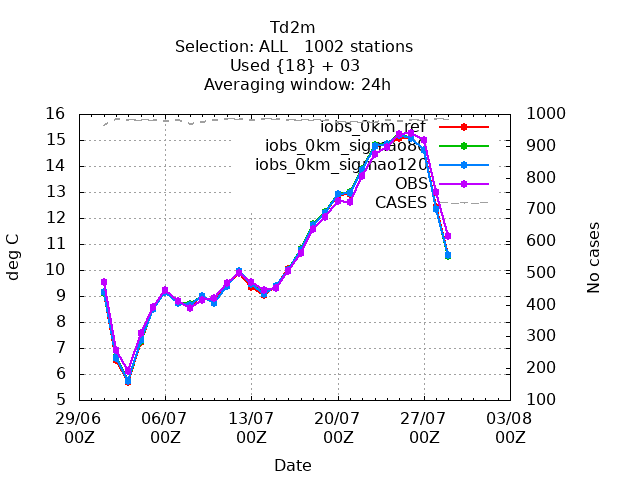 Td2m
Selection: ALL   1002 stations
Used {18} + 03
Averaging window: 24h
deg C
No cases
16
15
14
13
12
11
10
9
8
7
6
5
1000
900
800
700
600
500
400
300
200
100
iobs_0km_ref
iobs_0km_sigmao80
iobs_0km_sigmao120
OBS
CASES
29/06 06/07 13/07 20/07 27/07 03/08
00Z 00Z 00Z 00Z 00Z 00Z
Date